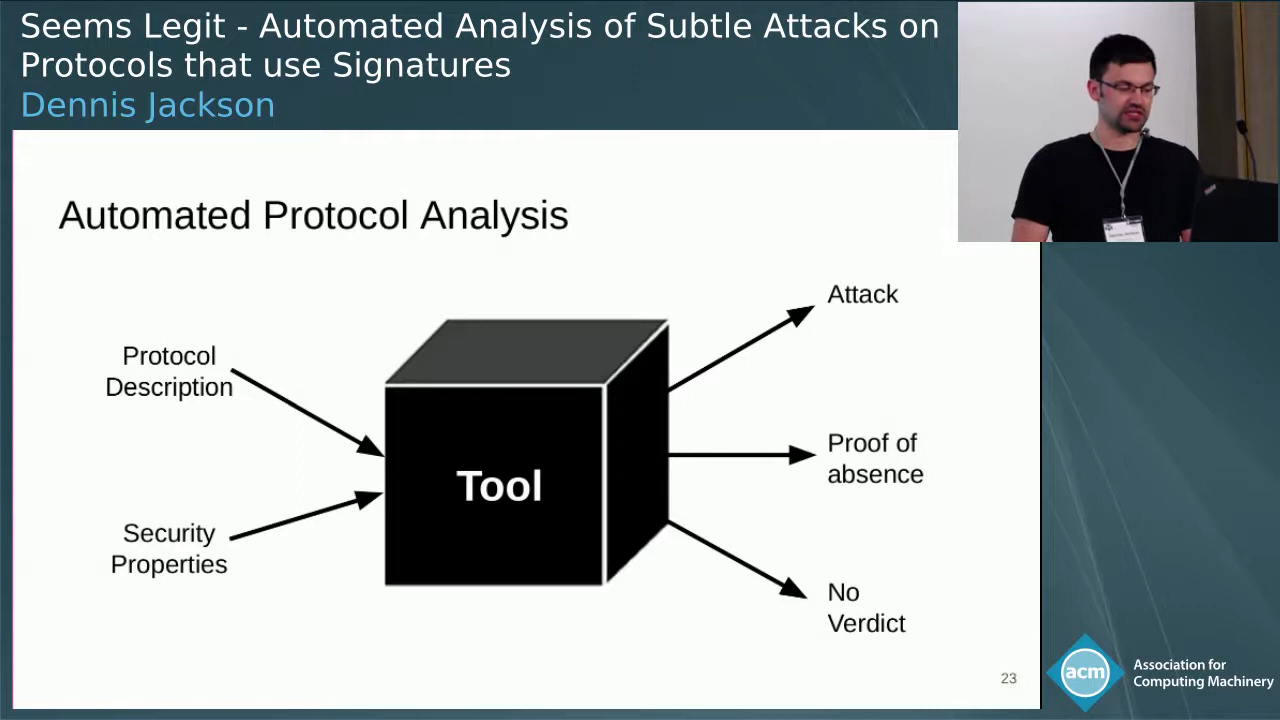 Seems Legit - Automated Analysis of Subtle Attacks on
Protocols that use Signatures
Dennis Jackson
Automated Protocol Analysis
Protocol
Description
Security
Properties
Tool
Attack
Proof of
absence
No
Verdict
23
acm
Association for
Computing Machinery